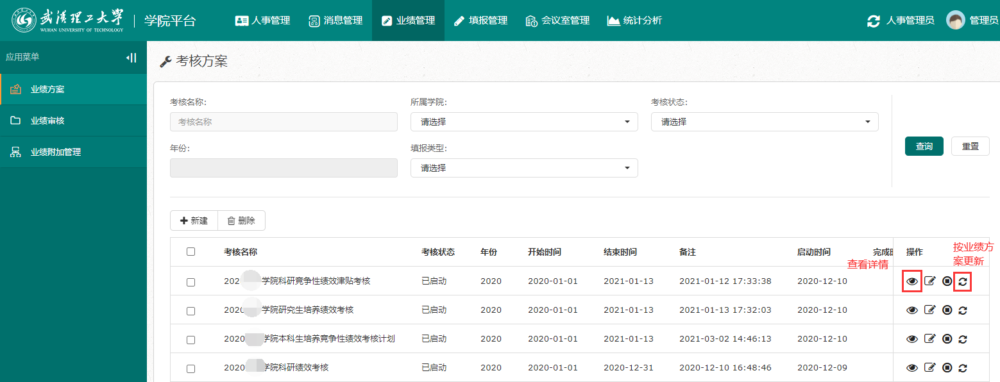 武汉理工大学
WUHAN UNIVERSITY OF TECHNOLOGY
学院平台
人事管理
消息管理
业绩管理
填报管理
会议室管理
统计分析
人事管理员
管理员
应用菜单
业绩方案
业绩审核
业绩附加管理
考核方案
考核名称:
所属学院:
考核状态:
考核名称
请选择
请选择
年份:
填报类型:
请选择
查询
重置
新建
删除
考核名称 考核状态 年份 开始时间 结束时间 备注 启动时间 完成时 操作
查看详情
按业绩方
案更新
202 学院科研竞争性绩效津贴考核 已启动 2020 2020-01-01 2021-01-13 2021-01-12 17:33:38 2020-12-10
2020 学院研究生培养绩效考核 已启动 2020 2020-01-01 2021-01-13 2021-01-13 17:32:03 2020-12-10
2020 学院本科生培养竞争性绩效考核计划 已启动 2020 2020-01-01 2021-01-13 2021-03-02 14:46:13 2020-12-10
2020 学院科研绩效考核 已启动 2020 2020-01-01 2020-12-31 2020-12-10 16:48:46 2020-12-09